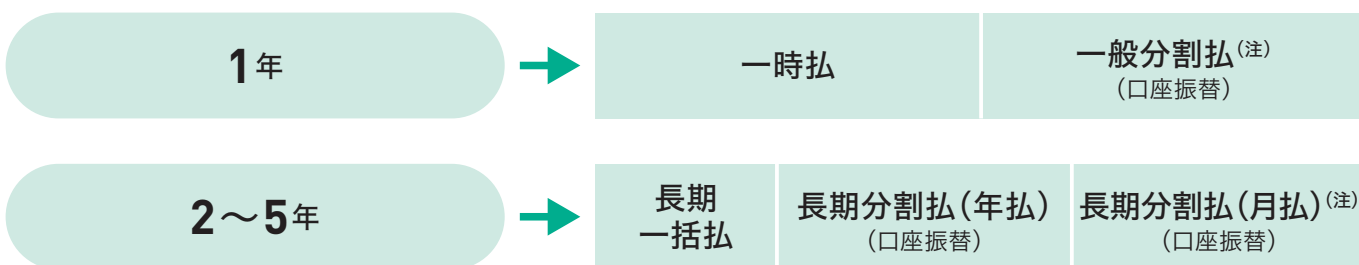 1年
一時払
一般分割払(注)
(口座振替)
2～5年
長期
一括払
長期分割払(年払)
(口座振替)
長期分割払(月払)(注)
(口座振替)